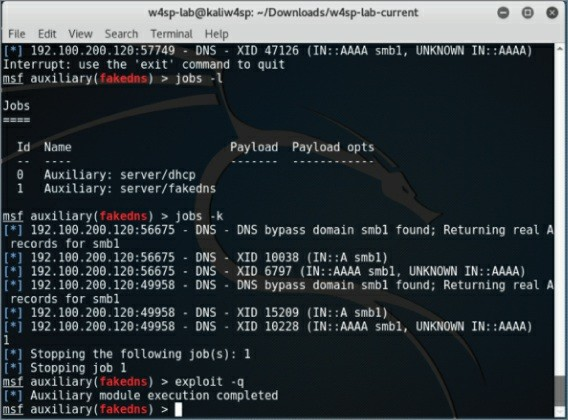 w4sp-lab@kaliw4sp: ~/Downloads/w4sp-lab-current
File Edit View Search Terminal Help
[*] 192.100.200.120:57749 - DNS - XID 47126 (IN::AAAA smb1, UNKNOWN IN::AAAA)
Interrupt: use the 'exit' command to quit
msf auxiliary(fakedns) > jobs -l
Jobs
====
Id Name Payload Payload opts
-- ---- ------- ------------
0 Auxiliary: server/dhcp
1 Auxiliary: server/fakedns
msf auxiliary(fakedns) > jobs -k
[*] 192.100.200.120:56675 - DNS - DNS bypass domain smb1 found; Returning real A
records for smb1
[*] 192.100.200.120:56675 - DNS - XID 10038 (IN::A smb1)
[*] 192.100.200.120:56675 - DNS - XID 6797 (IN::AAAA smb1, UNKNOWN IN::AAAA)
[*] 192.100.200.120:49958 - DNS - DNS bypass domain smb1 found; Returning real A
records for smb1
[*] 192.100.200.120:49958 - DNS - XID 15209 (IN::A smb1)
[*] 192.100.200.120:49958 - DNS - XID 10228 (IN::AAAA smb1, UNKNOWN IN::AAAA)
1
[*] Stopping the following job(s): 1
[*] Stopping job 1
msf auxiliary(fakedns) > exploit -q
[*] Auxiliary module execution completed
msf auxiliary(fakedns) >